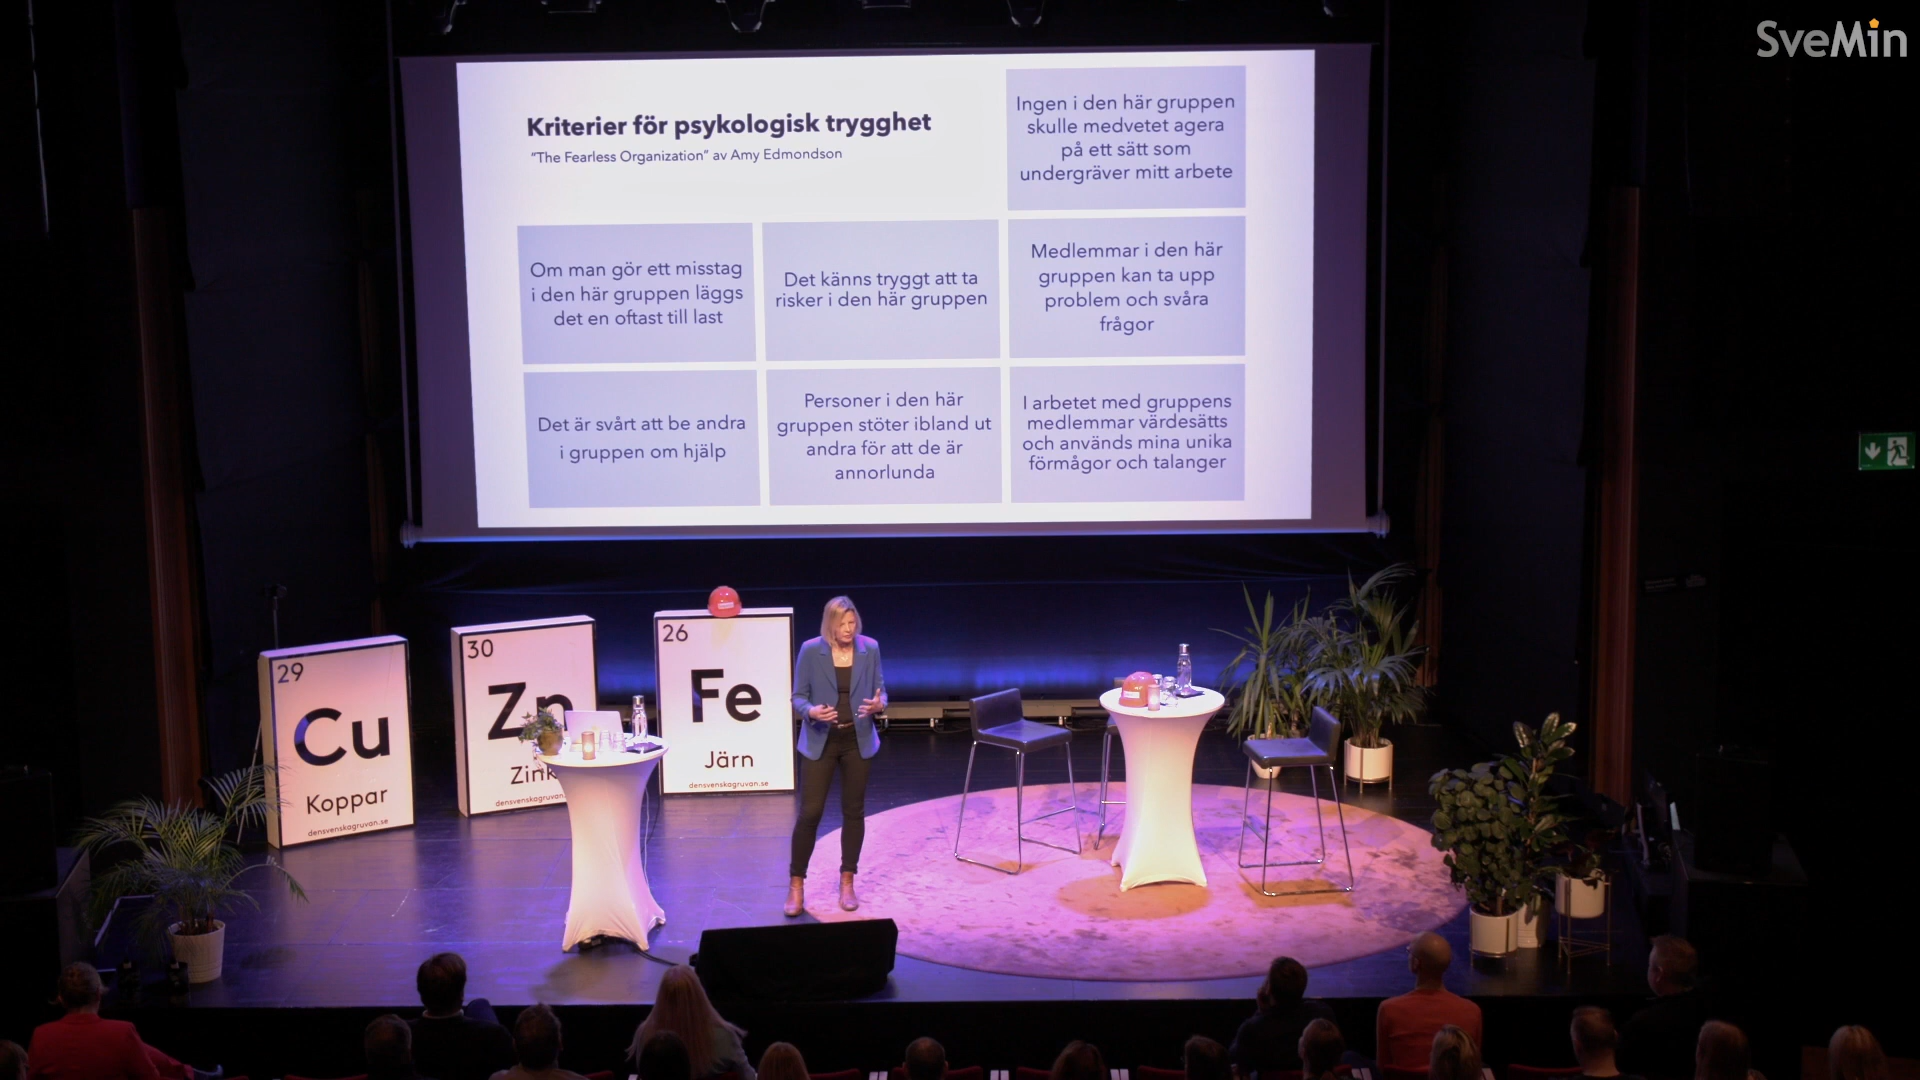 SveMin
Kriterier för psykologisk trygghet
"The Fearless Organization" av Amy Edmondson
Ingen i den här gruppen
skulle medvetet agera
på ett sätt som
undergräver mitt arbete
Om man gör ett misstag
i den här gruppen läggs
det en oftast till last
Det känns tryggt att ta
risker i den här gruppen
Medlemmar i den här
gruppen kan ta upp
problem och svåra
frågor
Det är svårt att be andra
i gruppen om hjälp
Personer i den här
gruppen stöter ibland ut
andra för att de är
annorlunda
I arbetet med gruppens
medlemmar värdesätts
och används mina unika
förmågor och talanger
29
Cu
Koppar
densvenskagruvan.se
30
Zn
Zink
densvenskagruvan.
26
Fe
Järn
densvenskagruvan.se